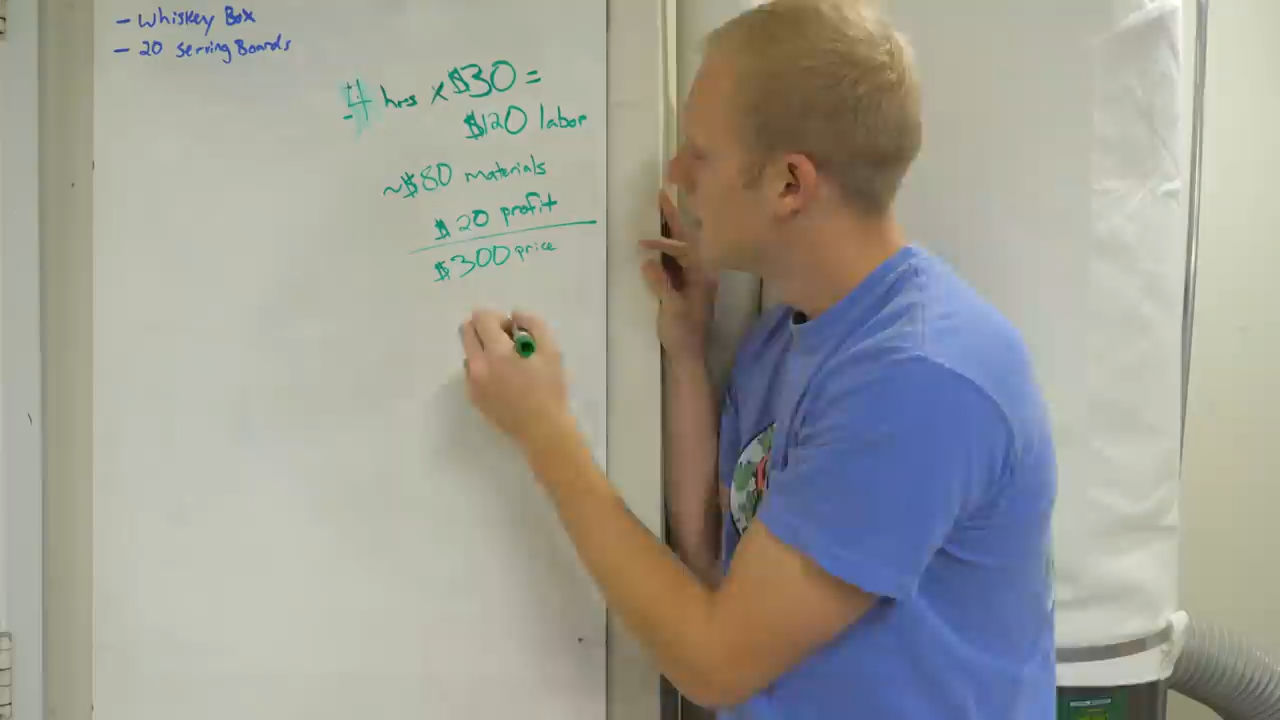 - Whiskey Box
- 20 Serving Boards
4 hrs x $30 =
$120 labor
~$80 materials
$20 profit
$300 price